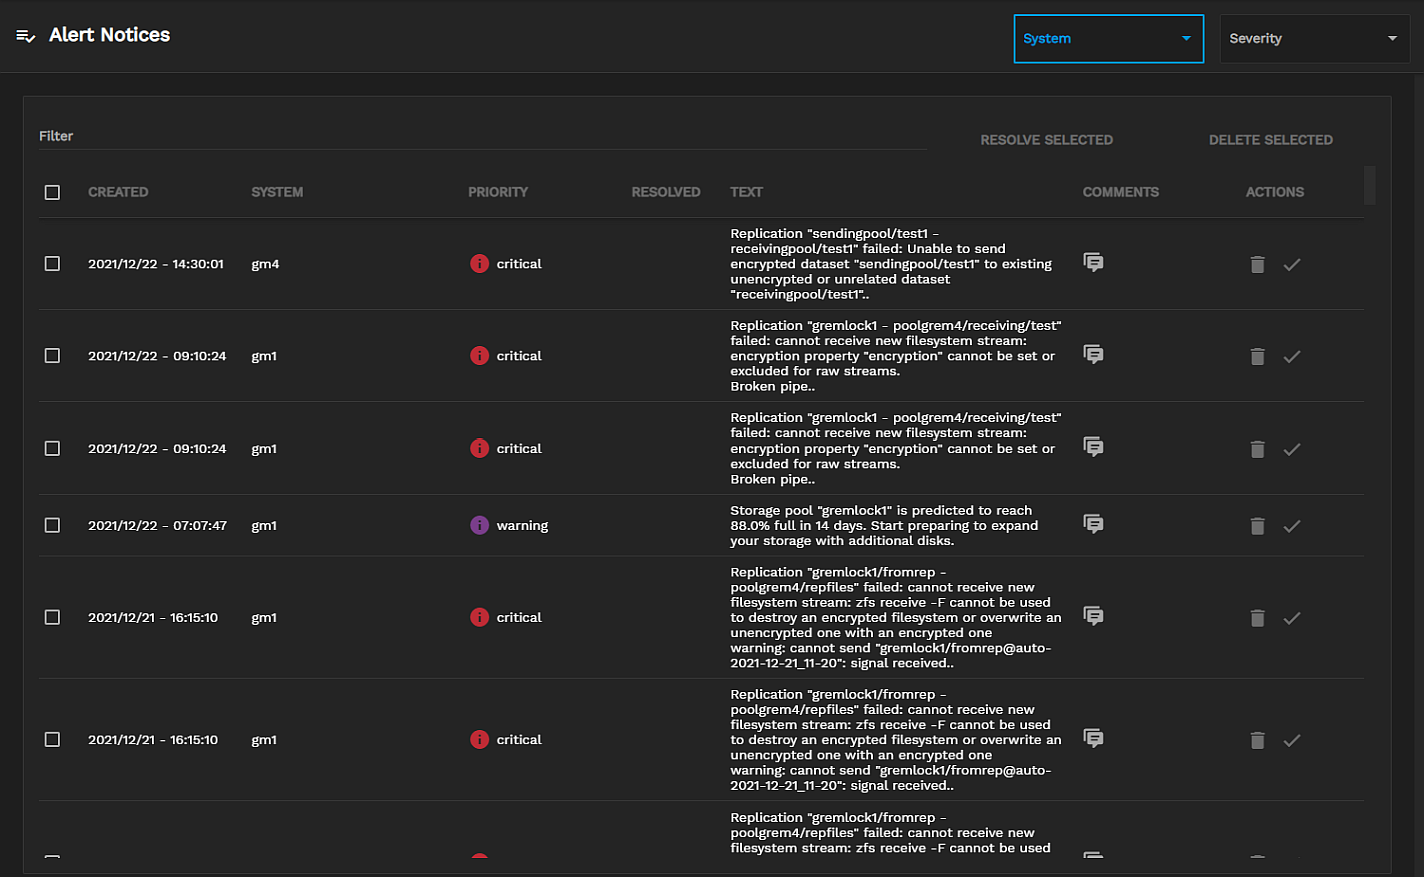 Alert Notices
System
Severity
Filter
RESOLVE SELECTED
DELETE SELECTED
CREATED SYSTEM PRIORITY RESOLVED TEXT COMMENTS ACTIONS
2021/12/22 - 14:30:01 gm4 critical
Replication "sendingpool/test1 -
receivingpool/test1" failed: Unable to send
encrypted dataset "sendingpool/test1" to existing
unencrypted or unrelated dataset
"receivingpool/test1"..
2021/12/22 - 09:10:24 gm1 critical
Replication "gremlock1 - poolgrem4/receiving/test"
failed: cannot receive new filesystem stream:
encryption property "encryption" cannot be set or
excluded for raw streams.
Broken pipe..
2021/12/22 - 09:10:24 gm1 critical
Replication "gremlock1 - poolgrem4/receiving/test"
failed: cannot receive new filesystem stream:
encryption property "encryption" cannot be set or
excluded for raw streams.
Broken pipe..
2021/12/22 - 07:07:47 gm1 warning
Storage pool "gremlock1" is predicted to reach
88.0% full in 14 days. Start preparing to expand
your storage with additional disks.
2021/12/21 - 16:15:10 gm1 critical
Replication "gremlock1/fromrep -
poolgrem4/repfiles" failed: cannot receive new
filesystem stream: zfs receive -F cannot be used
to destroy an encrypted filesystem or overwrite an
unencrypted one with an encrypted one
warning: cannot send "gremlock1/fromrep@auto-
2021-12-21_11-20": signal received..
2021/12/21 - 16:15:10 gm1 critical
Replication "gremlock1/fromrep -
poolgrem4/repfiles" failed: cannot receive new
filesystem stream: zfs receive -F cannot be used
to destroy an encrypted filesystem or overwrite an
unencrypted one with an encrypted one
warning: cannot send "gremlock1/fromrep@auto-
2021-12-21_11-20": signal received..
Replication "gremlock1/fromrep -
poolgrem4/repfiles" failed: cannot receive new
filesystem stream: zfs receive -F cannot be used